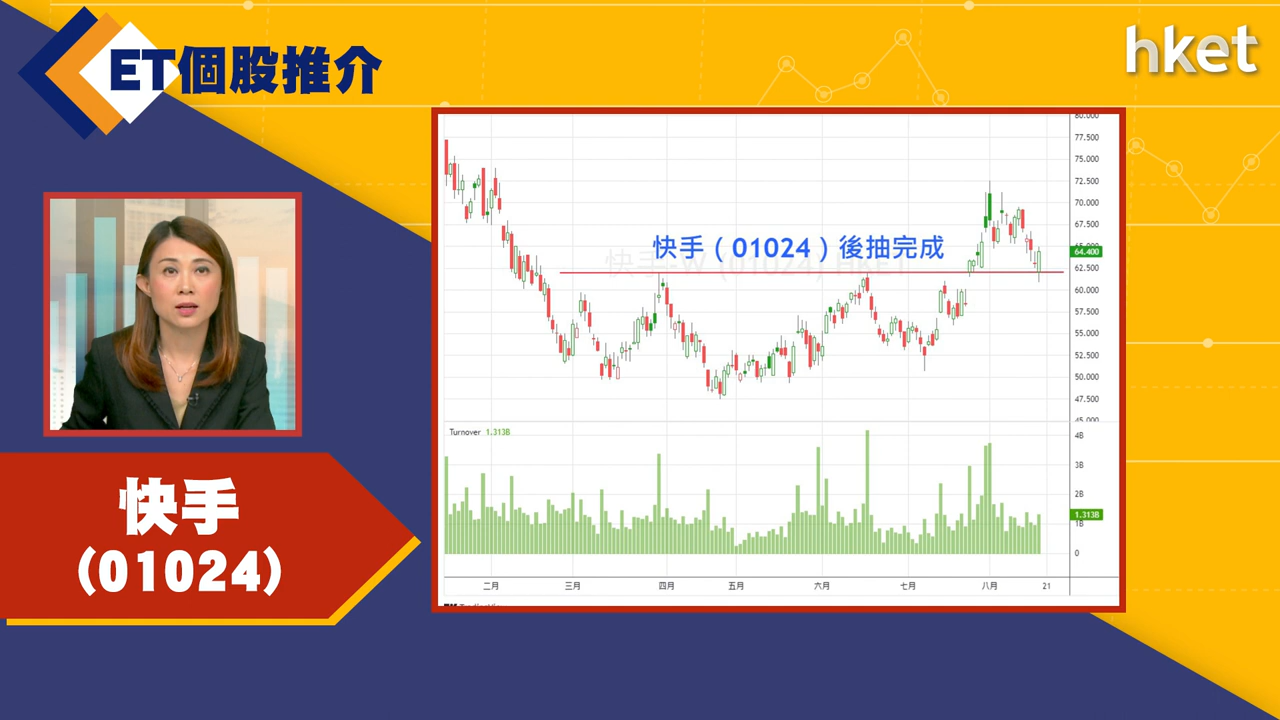 ET個股推介
hket
快手
(01024)
快手（01024）後抽完成
80.000
77.500
75.000
72.500
70.000
67.500
65.000
64.400
62.500
60.000
57.500
55.000
52.500
50.000
47.500
45.000
Turnover 1.313B
4B
3B
2B
1.313B
1B
0
二月 三月 四月 五月 六月 七月 八月 21